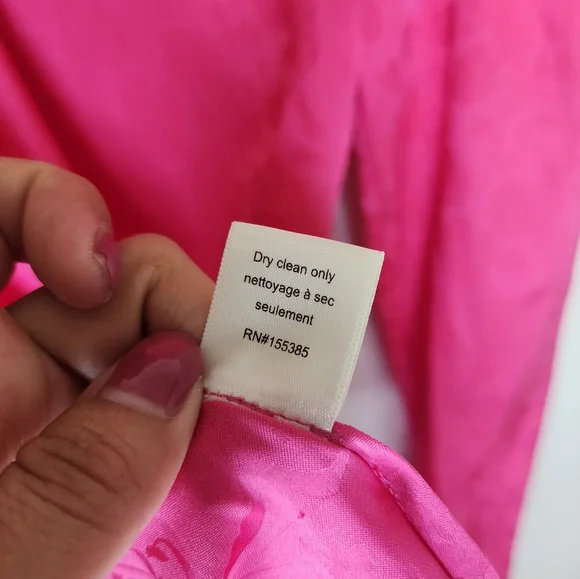 Dry clean only
nettoyage à sec
seulement
RN#155385